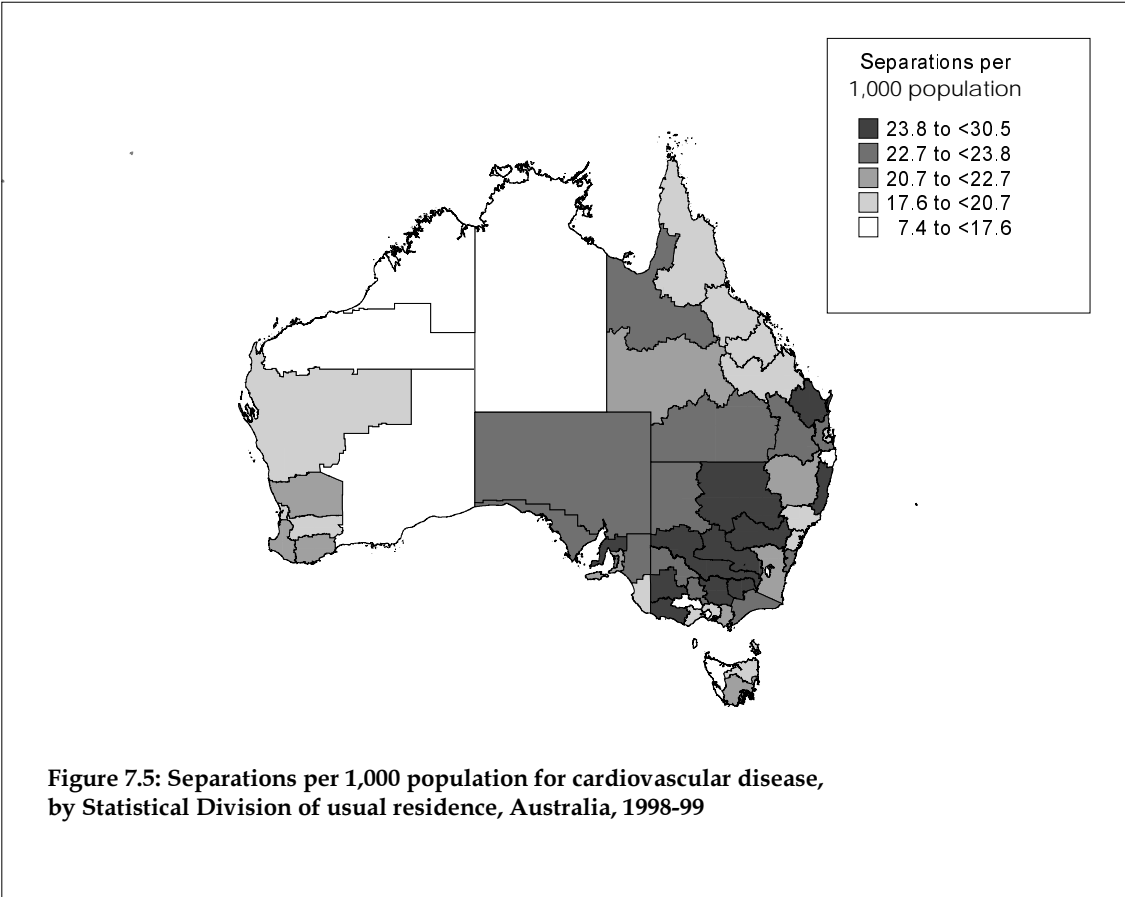 Separations per
1,000 population
23.8 to <30.5
22.7 to <23.8
20.7 to <22.7
17.6 to <20.7
7.4 to <17.6
Figure 7.5: Separations per 1,000 population for cardiovascular disease,
by Statistical Division of usual residence, Australia, 1998-99